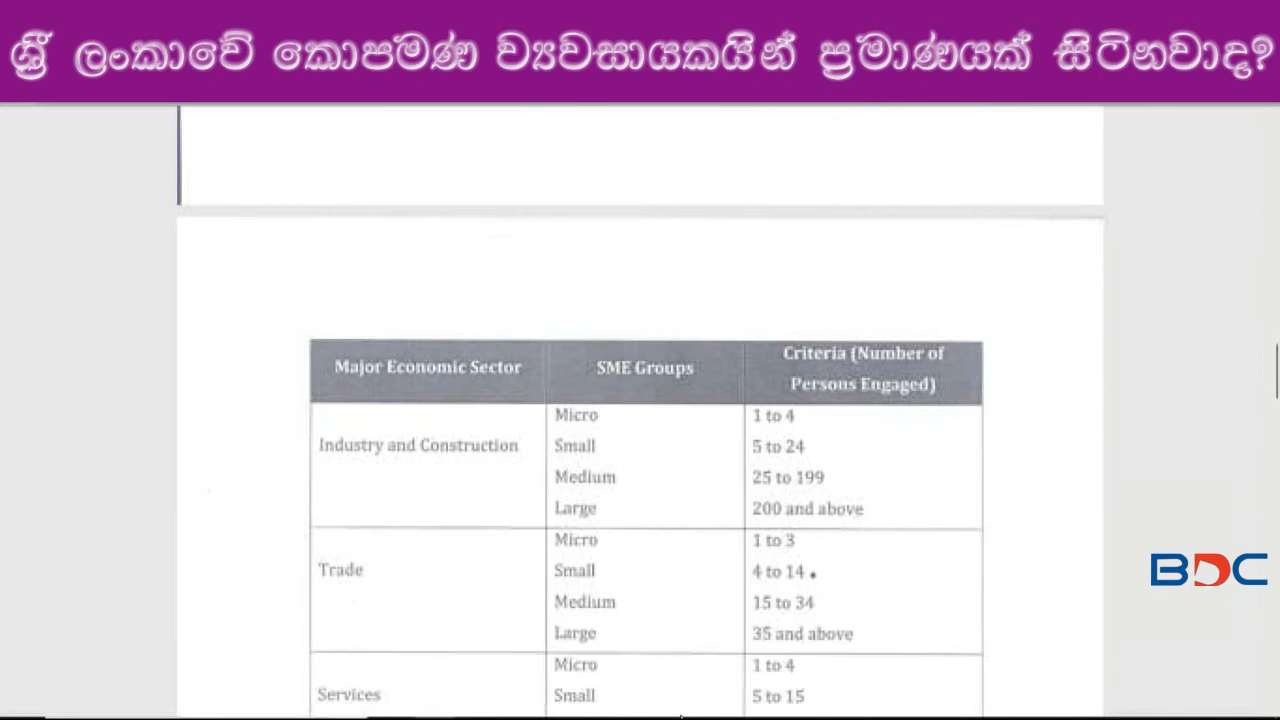 ශ්‍රී ලංකාවේ කොපමණ ව්‍යවසායකයින් ප්‍රමාණයක් සිටිනවාද?
Major Economic Sector SME Groups Criteria (Number of Persons Engaged)
Industry and Construction
Micro 1 to 4
Small 5 to 24
Medium 25 to 199
Large 200 and above
Trade
Micro 1 to 3
Small 4 to 14
Medium 15 to 34
Large 35 and above
Services
Micro 1 to 4
Small 5 to 15
BDC